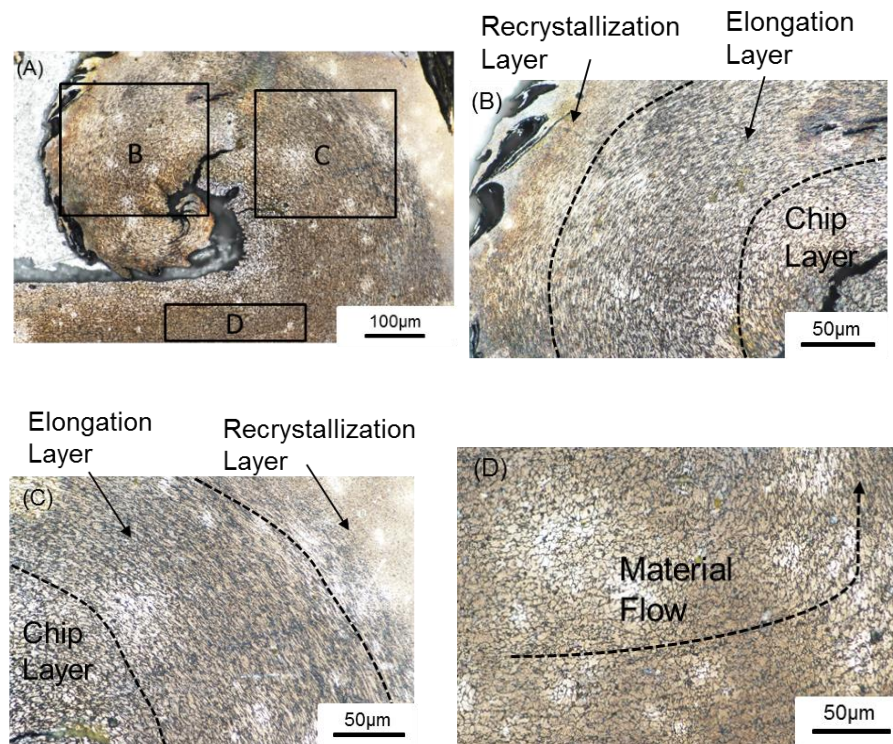 Recrystallization
Layer
Elongation
Layer
(A)
B
C
D
100μm
(B)
Chip
Layer
50μm
Elongation
Layer
Recrystallization
Layer
(C)
Chip
Layer
50μm
(D)
Material
Flow
50μm